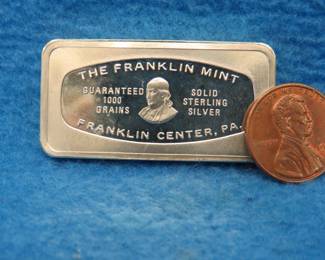 THE FRANKLIN MINT
GUARANTEED
1000
GRAINS
SOLID
STERLING
SILVER
FRANKLIN CENTER, PA.